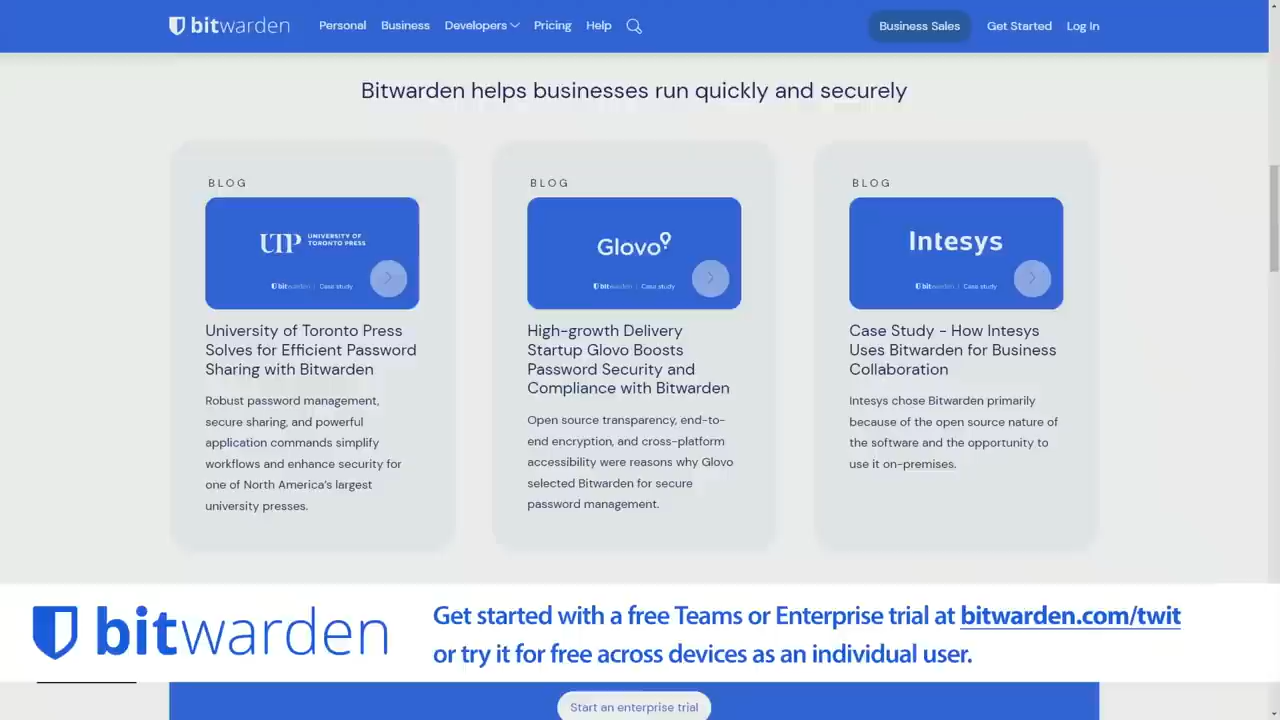 bitwarden
Personal
Business
Developers
Pricing
Help
Business Sales
Get Started
Log In
Bitwarden helps businesses run quickly and securely
BLOG
UTP UNIVERSITY OF
TORONTO PRESS
bitwarden | Case study
University of Toronto Press
Solves for Efficient Password
Sharing with Bitwarden
Robust password management,
secure sharing, and powerful
application commands simplify
workflows and enhance security for
one of North America's largest
university presses.
BLOG
Glovo
bitwarden | Case study
High-growth Delivery
Startup Glovo Boosts
Password Security and
Compliance with Bitwarden
Open source transparency, end-to-
end encryption, and cross-platform
accessibility were reasons why Glovo
selected Bitwarden for secure
password management.
BLOG
Intesys
bitwarden | Case study
Case Study - How Intesys
Uses Bitwarden for Business
Collaboration
Intesys chose Bitwarden primarily
because of the open source nature of
the software and the opportunity to
use it on-premises.
bitwarden
Get started with a free Teams or Enterprise trial at bitwarden.com/twit
or try it for free across devices as an individual user.
Start an enterprise trial